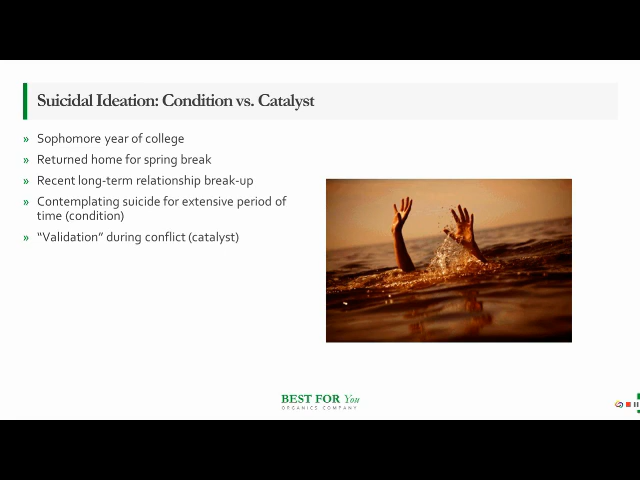 Suicidal Ideation: Condition vs. Catalyst
» Sophomore year of college
» Returned home for spring break
» Recent long-term relationship break-up
» Contemplating suicide for extensive period of
time (condition)
» “Validation” during conflict (catalyst)
BEST FOR You
ORGANICS COMPANY